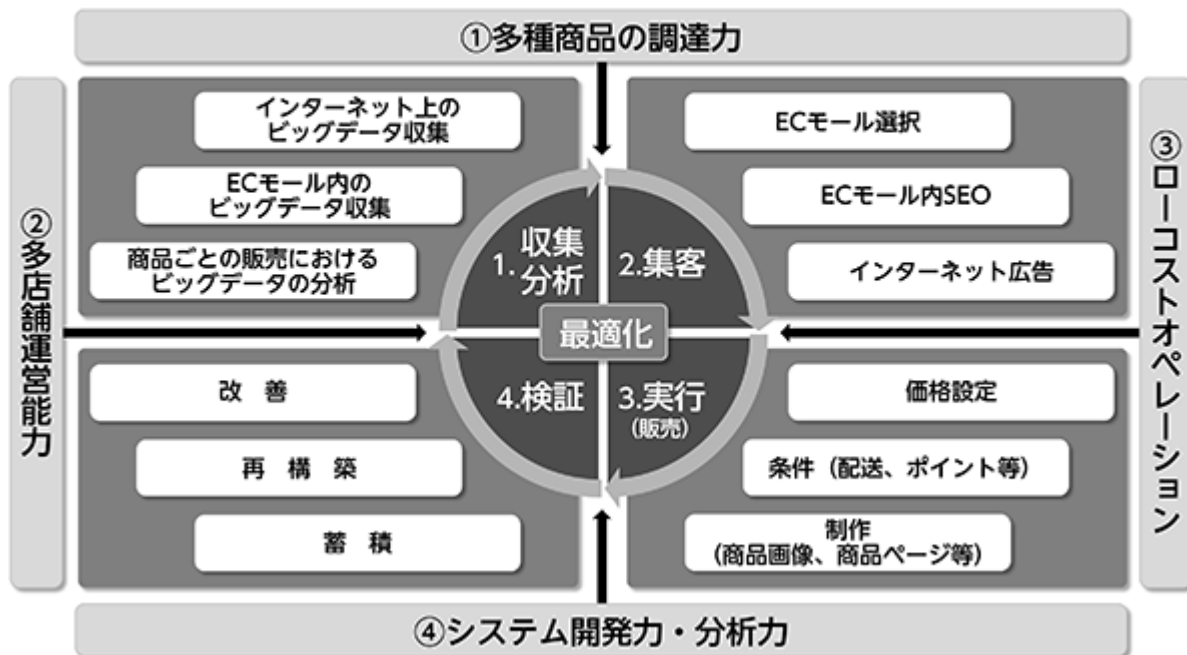 ①多種商品の調達力
②多店舗運営能力
インターネット上の
ビッグデータ収集
ECモール内の
ビッグデータ収集
商品ごとの販売における
ビッグデータの分析
1.収集
分析
2.集客
ECモール選択
ECモール内SEO
インターネット広告
③ローコストオペレーション
最適化
改　善
再　構　築
蓄　積
4.検証
3.実行
(販売)
価格設定
条件（配送、ポイント等）
制作
（商品画像、商品ページ等）
④システム開発力・分析力